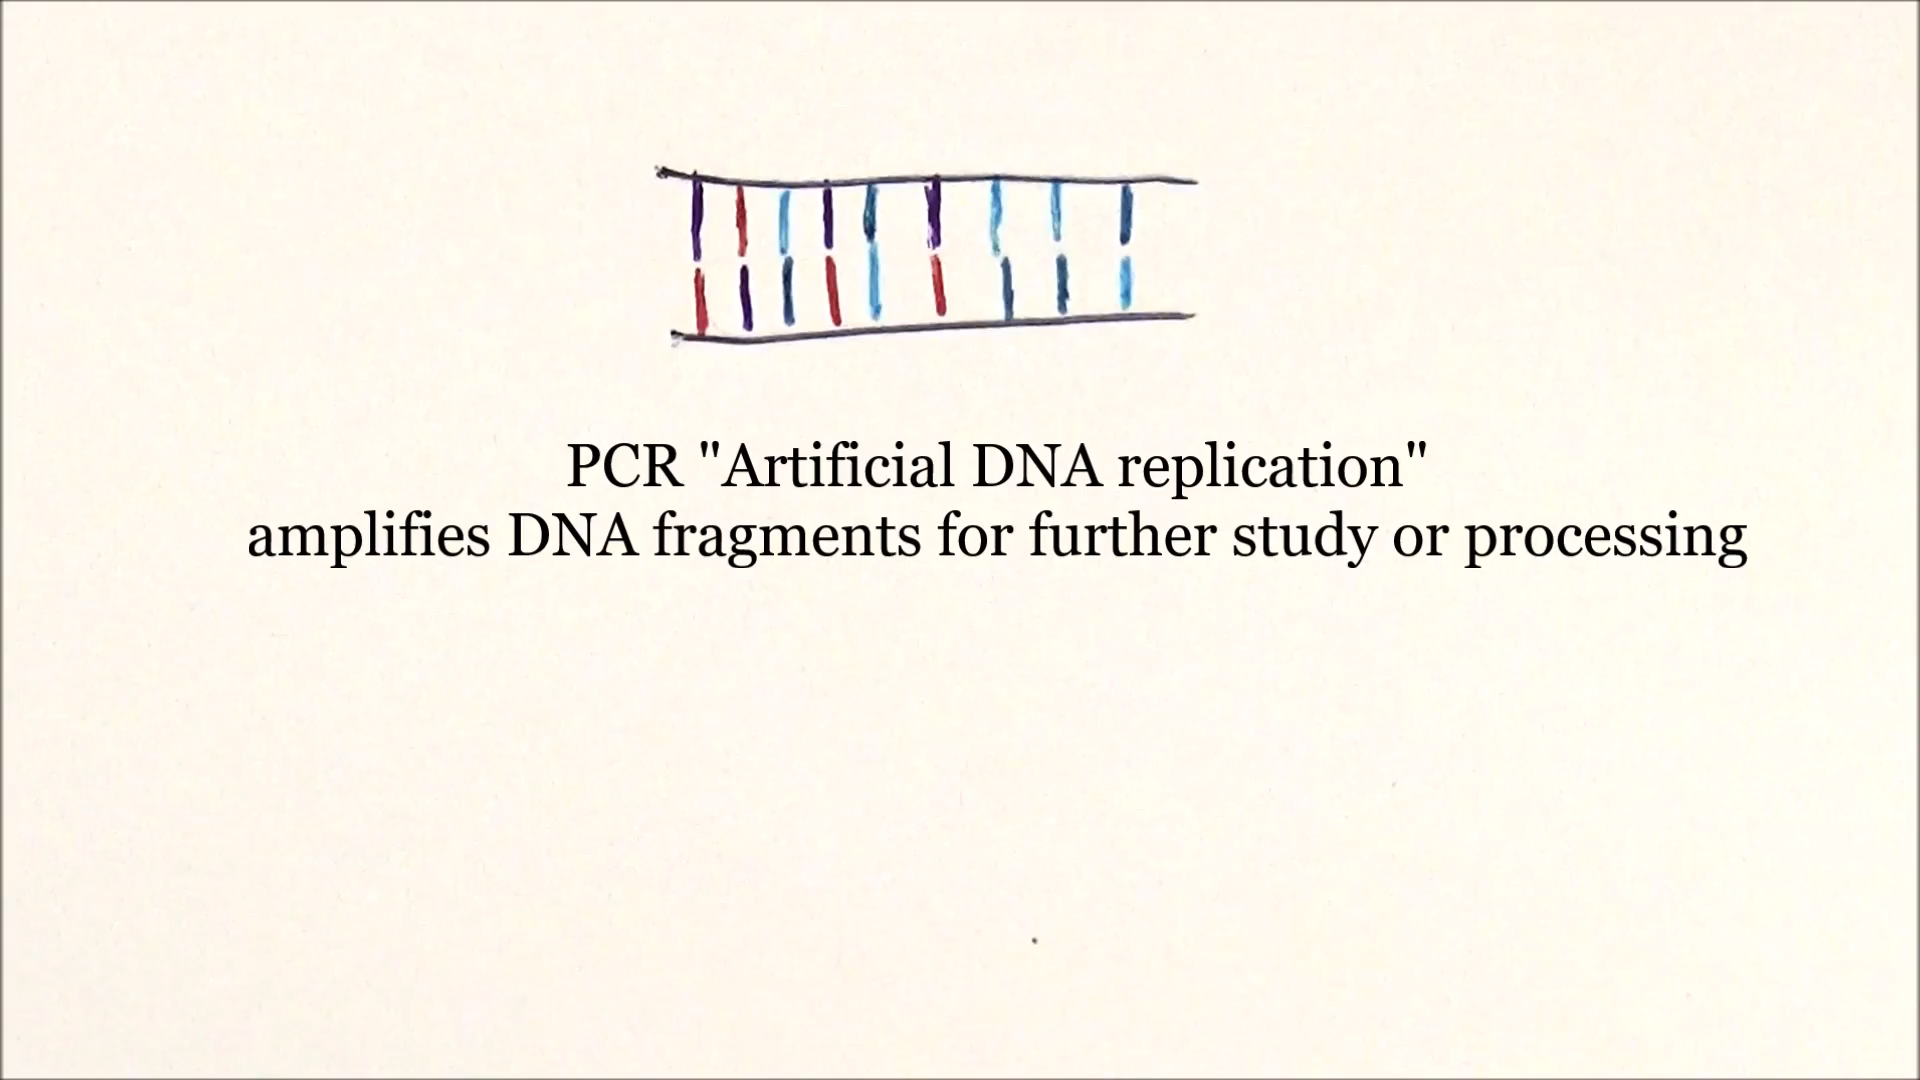 PCR "Artificial DNA replication"
amplifies DNA fragments for further study or processing